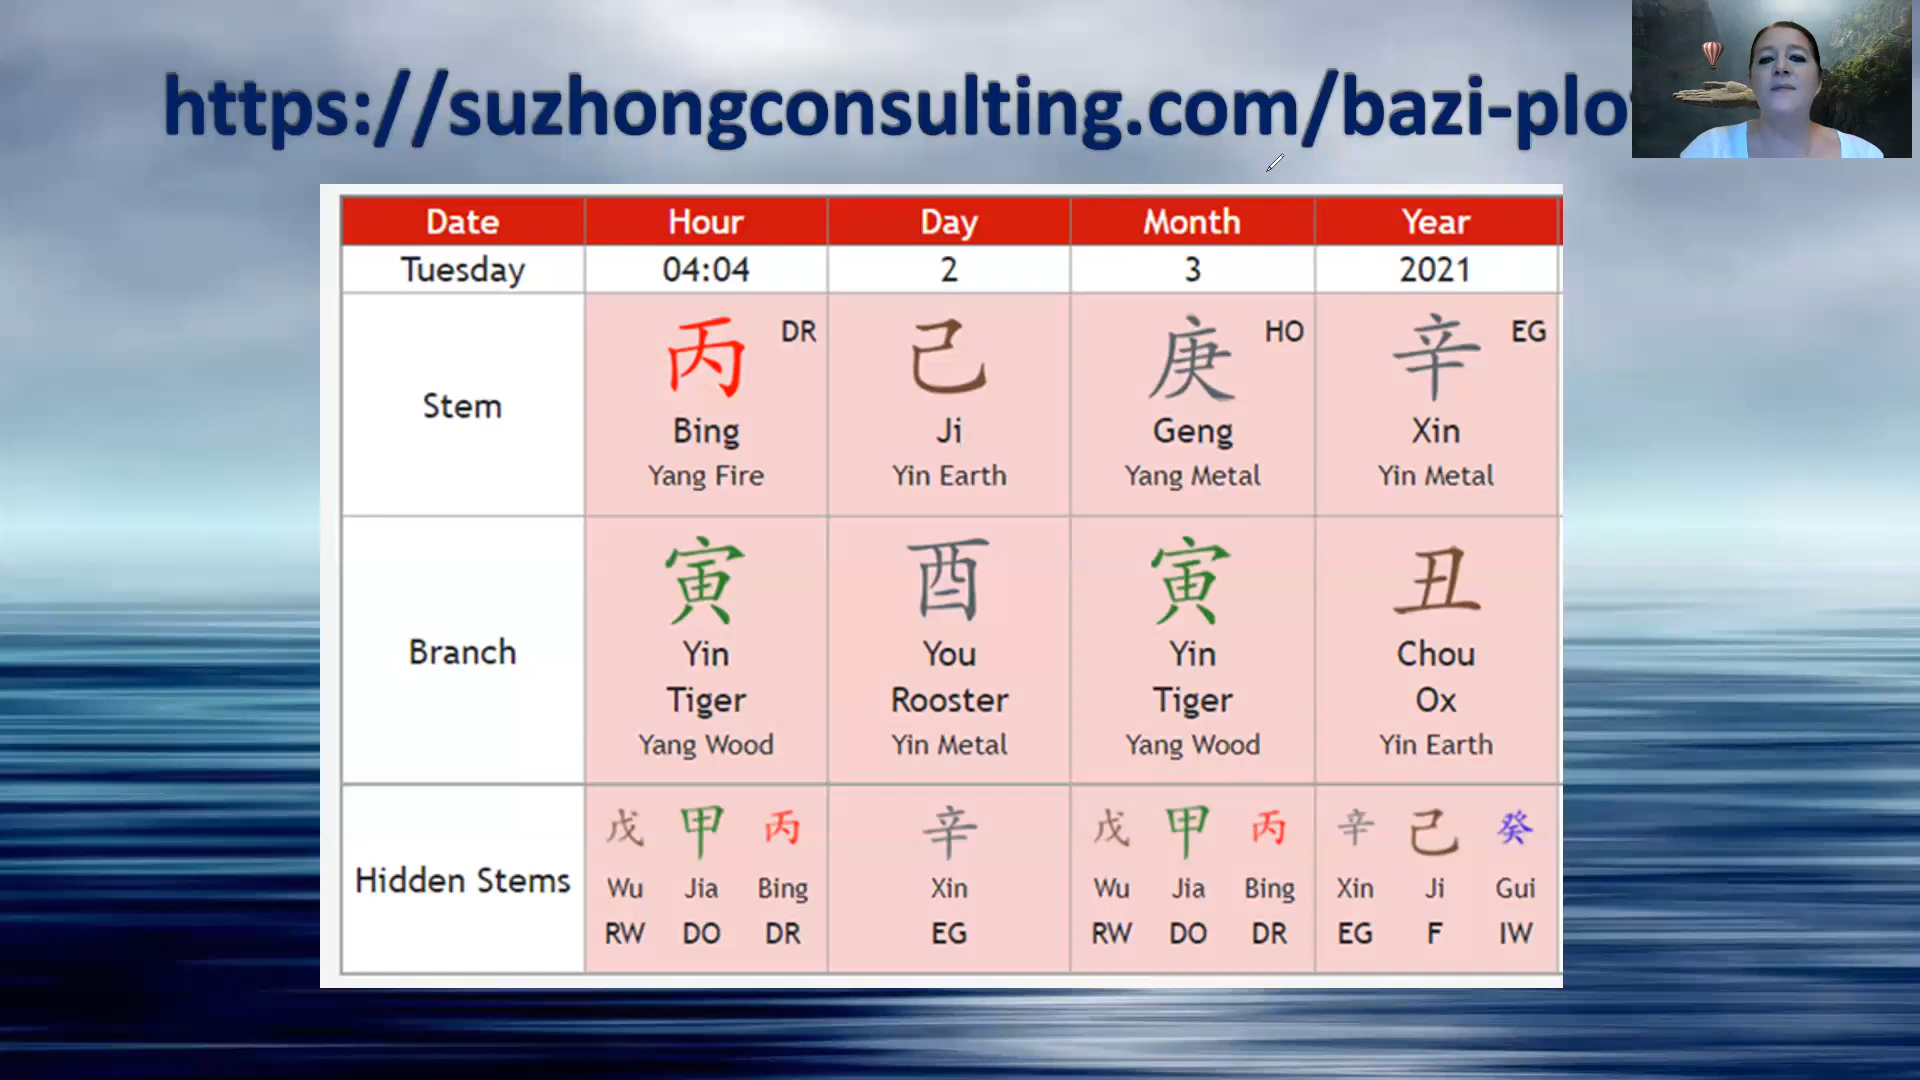 https://suzhongconsulting.com/bazi-plo
Date Hour Day Month Year
Tuesday 04:04 2 3 2021
Stem
丙 DR 己 庚 HO 辛 EG
Bing Ji Geng Xin
Yang Fire Yin Earth Yang Metal Yin Metal
Branch
寅 酉 寅 丑
Yin You Yin Chou
Tiger Rooster Tiger Ox
Yang Wood Yin Metal Yang Wood Yin Earth
Hidden Stems
戊 甲 丙 辛 戊 甲 丙 辛 己 癸
Wu Jia Bing Xin Wu Jia Bing Xin Ji Gui
RW DO DR EG RW DO DR EG F IW